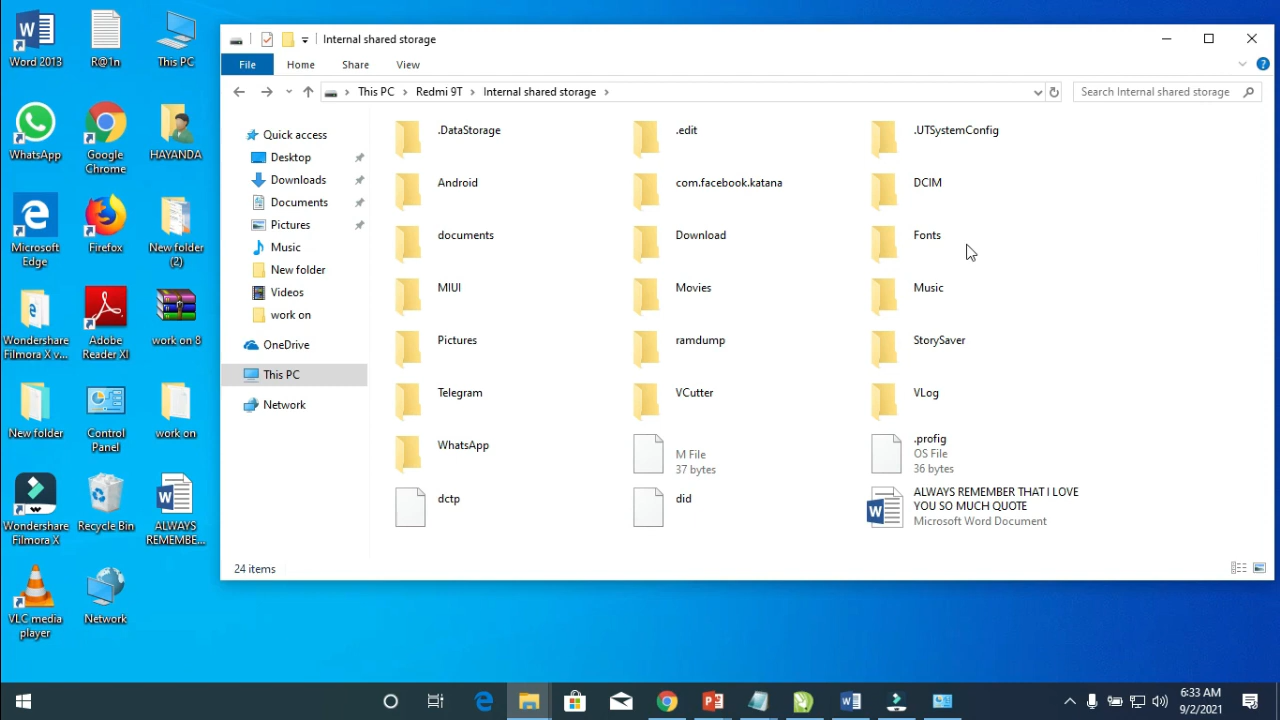 Word 2013
R@1n
This PC
WhatsApp
Google
Chrome
HAYANDA
Microsoft
Edge
Firefox
New folder
(2)
Wondershare
Filmora X v...
Adobe
Reader XI
work on 8
New folder
Control
Panel
work on
Wondershare
Filmora X
Recycle Bin
ALWAYS
REMEMBE...
VLC media
player
Network
Internal shared storage
File
Home
Share
View
This PC > Redmi 9T > Internal shared storage >
Search Internal shared storage
Quick access
Desktop
Downloads
Documents
Pictures
Music
New folder
Videos
work on
OneDrive
This PC
Network
.DataStorage
.edit
.UTSystemConfig
Android
com.facebook.katana
DCIM
documents
Download
Fonts
MIUI
Movies
Music
Pictures
ramdump
StorySaver
Telegram
VCutter
VLog
WhatsApp
M File
37 bytes
.profig
OS File
36 bytes
dctp
did
ALWAYS REMEMBER THAT I LOVE
YOU SO MUCH QUOTE
Microsoft Word Document
24 items
6:33 AM
9/2/2021